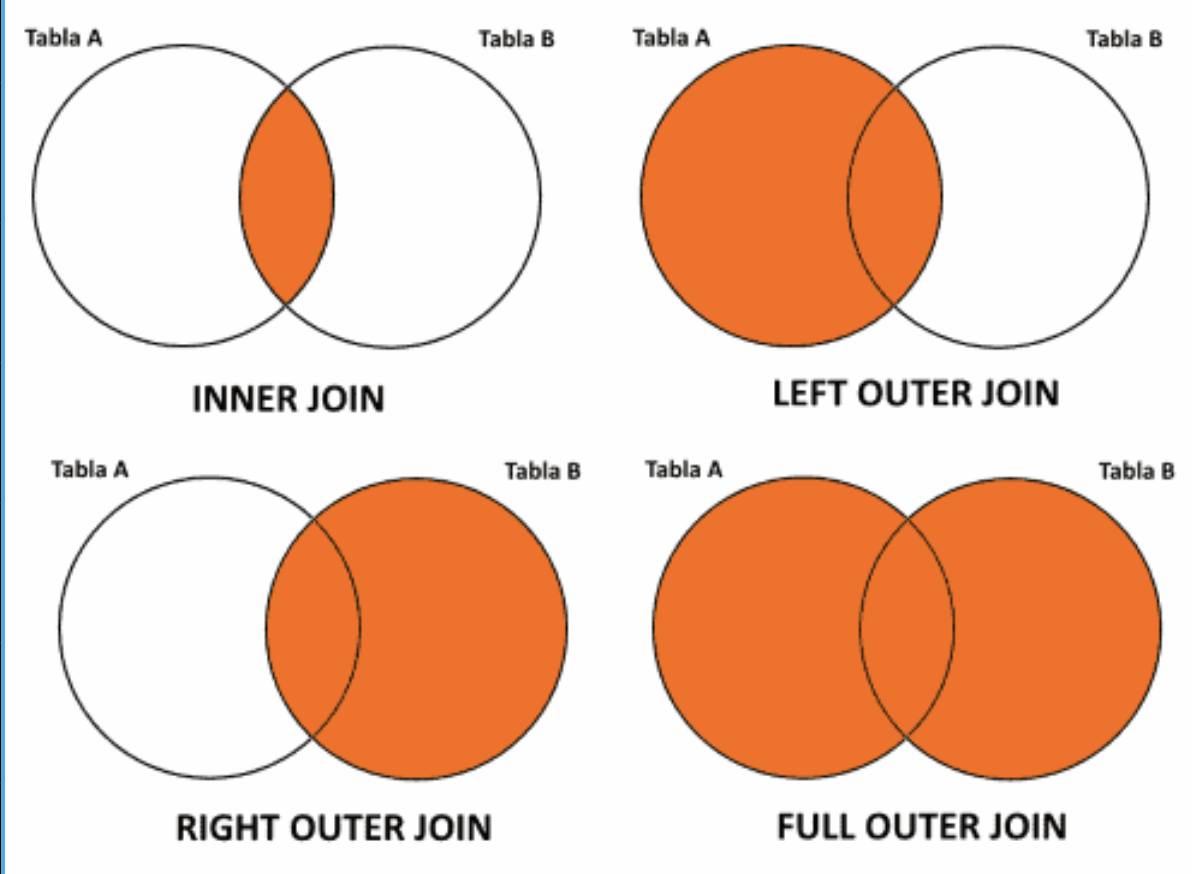 Tabla A
Tabla B
INNER JOIN
Tabla A
Tabla B
LEFT OUTER JOIN
Tabla A
Tabla B
RIGHT OUTER JOIN
Tabla A
Tabla B
FULL OUTER JOIN